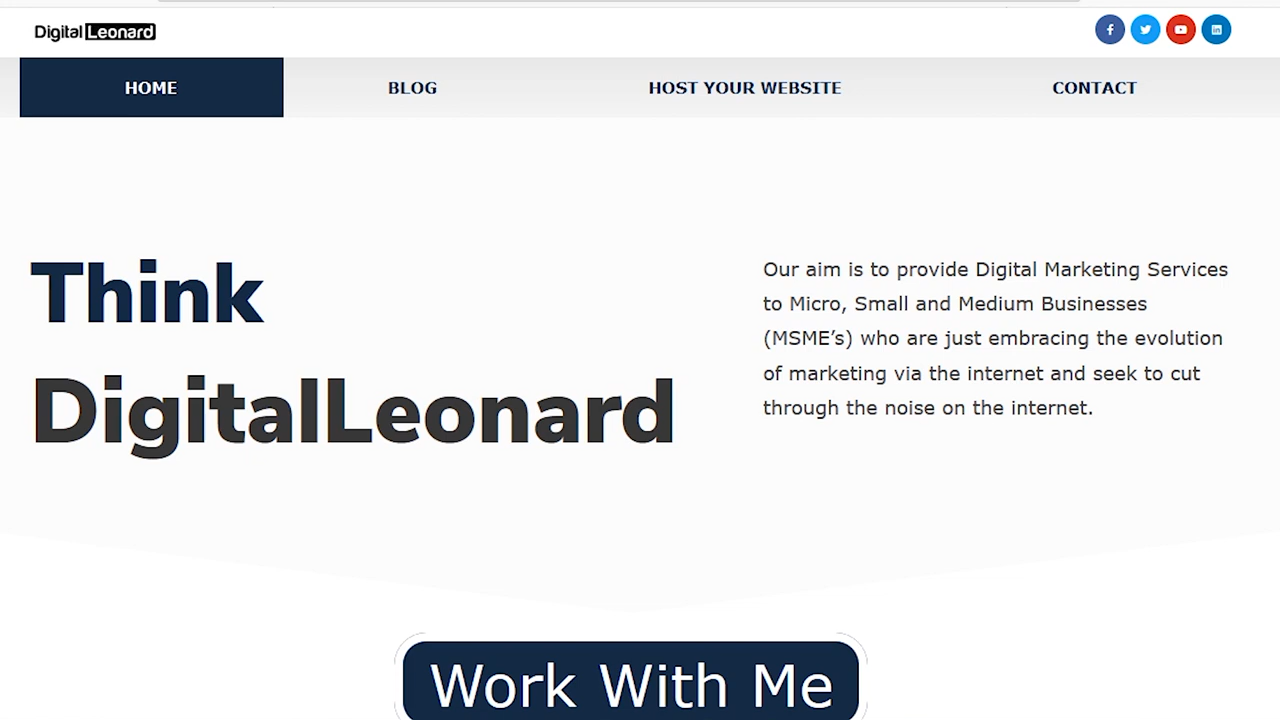 Digital Leonard
HOME
BLOG
HOST YOUR WEBSITE
CONTACT
Think
DigitalLeonard
Our aim is to provide Digital Marketing Services
to Micro, Small and Medium Businesses
(MSME’s) who are just embracing the evolution
of marketing via the internet and seek to cut
through the noise on the internet.
Work With Me